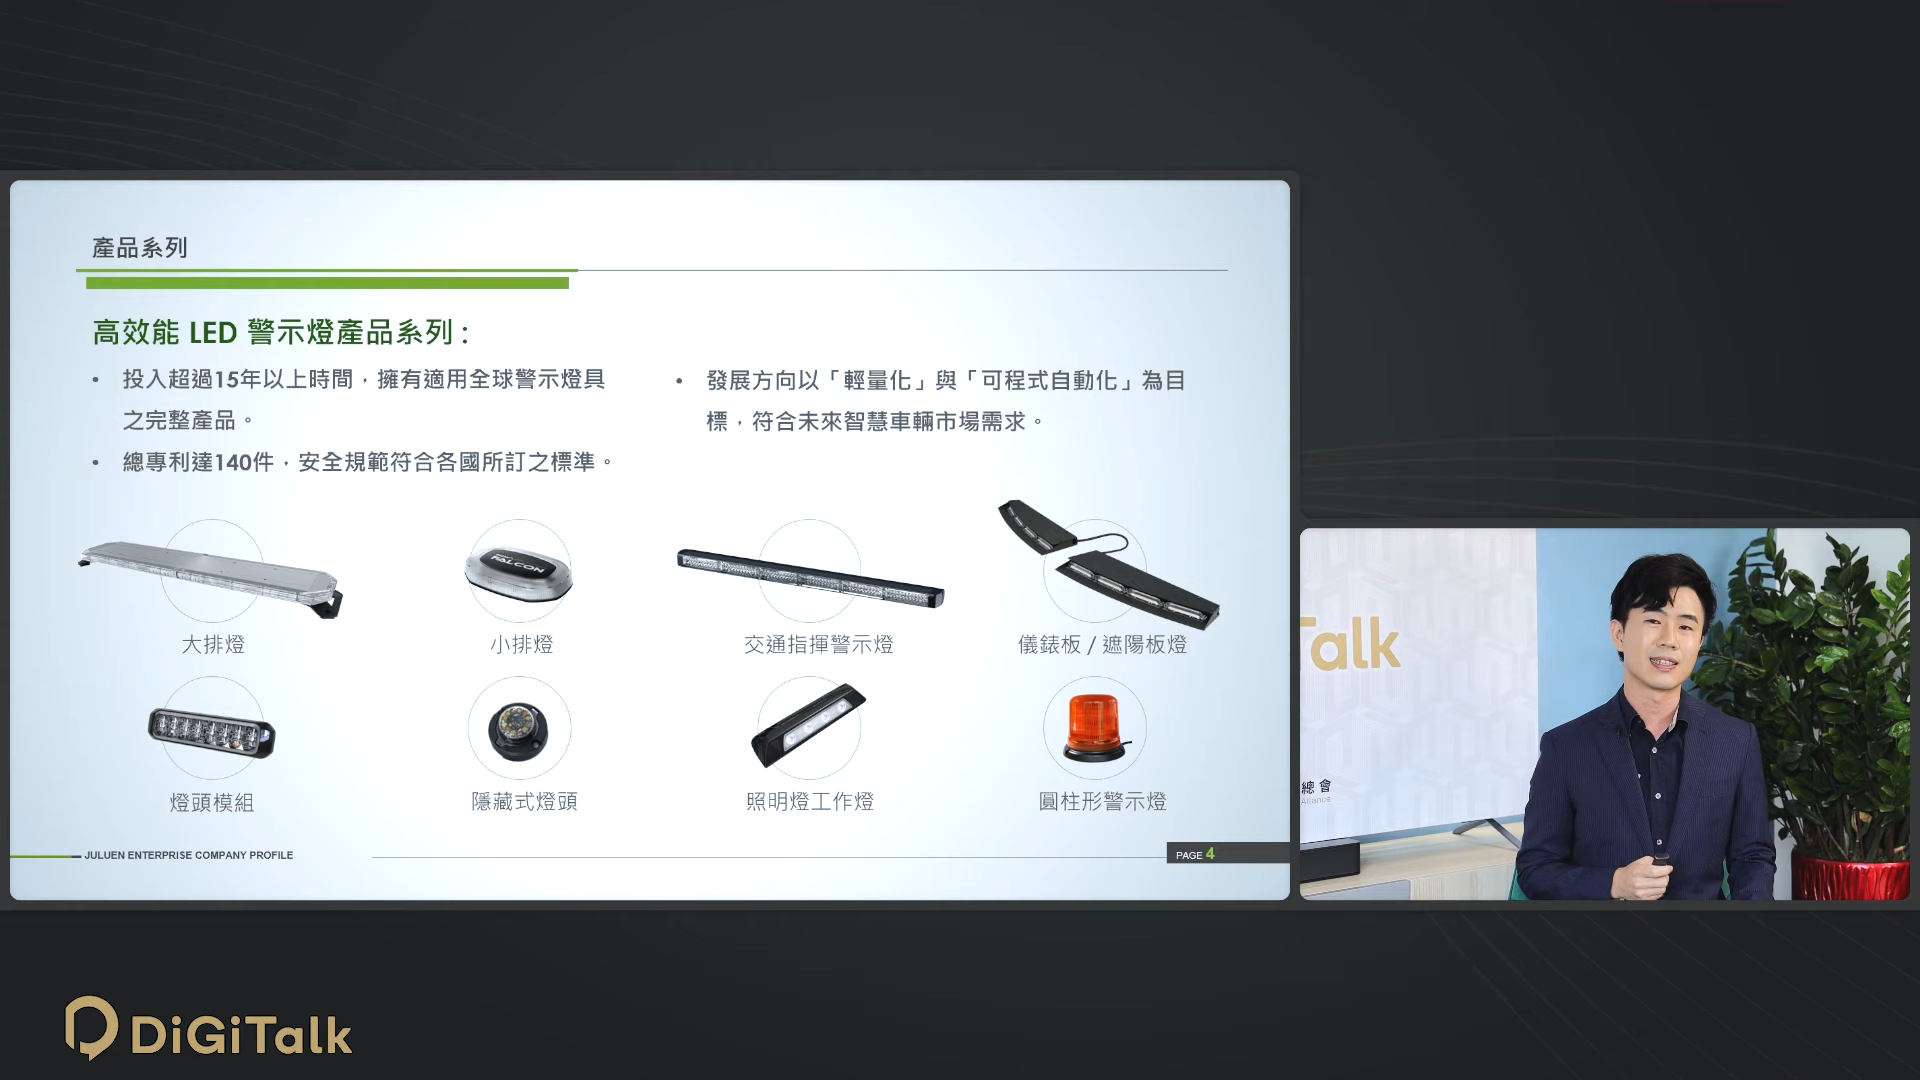 產品系列
高效能 LED 警示燈產品系列 :
• 投入超過15年以上時間，擁有適用全球警示燈具
之完整產品。
• 總專利達140件，安全規範符合各國所訂之標準。
• 發展方向以「輕量化」與「可程式自動化」為目
標，符合未來智慧車輛市場需求。
FALCON
大排燈
小排燈
交通指揮警示燈
儀錶板 / 遮陽板燈
燈頭模組
隱藏式燈頭
照明燈工作燈
圓柱形警示燈
JULUEN ENTERPRISE COMPANY PROFILE
PAGE 4
Talk
總會
Alliance
DiGiTalk